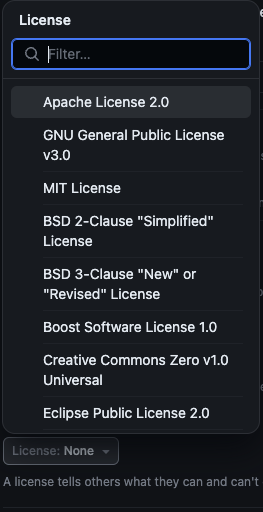 License
Filter...
Apache License 2.0
GNU General Public License
v3.0
MIT License
BSD 2-Clause "Simplified"
License
BSD 3-Clause "New" or
"Revised" License
Boost Software License 1.0
Creative Commons Zero v1.0
Universal
Eclipse Public License 2.0
License: None
A license tells others what they can and can't